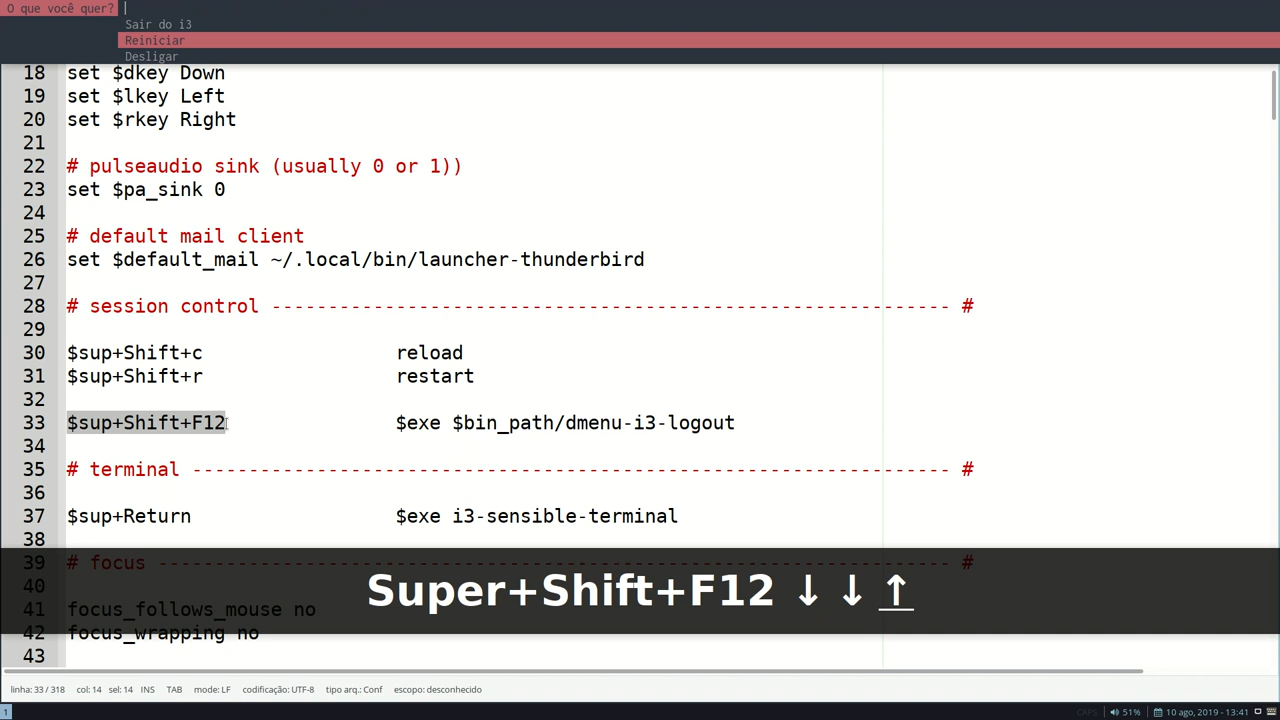 O que você quer?
Sair do i3
Reiniciar
Desligar
18 set $dkey Down
19 set $lkey Left
20 set $rkey Right
21
22 # pulseaudio sink (usually 0 or 1))
23 set $pa_sink 0
24
25 # default mail client
26 set $default_mail ~/.local/bin/launcher-thunderbird
27
28 # session control ------------------------------------------------------------ #
29
30 $sup+Shift+c reload
31 $sup+Shift+r restart
32
33 $sup+Shift+F12 $exe $bin_path/dmenu-i3-logout
34
35 # terminal ------------------------------------------------------------------- #
36
37 $sup+Return $exe i3-sensible-terminal
38
39 # focus ---------------------------------------------------------------------- #
40
Super+Shift+F12 ↓ ↓ ↑
41 focus_follows_mouse no
42 focus_wrapping no
43
linha: 33 / 318 col: 14 sel: 14 INS TAB mode: LF codificação: UTF-8 tipo arq.: Conf escopo: desconhecido
1 CAPS 51% 10 ago, 2019 - 13:41